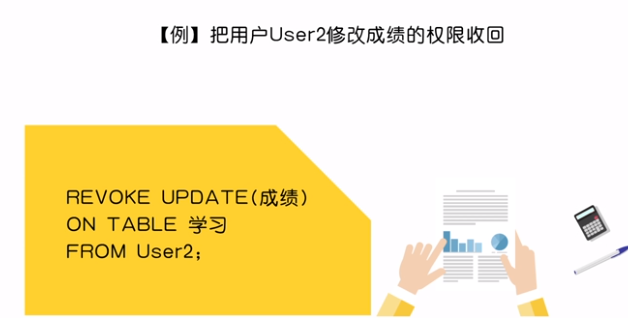 【例】把用户User2修改成绩的权限收回
REVOKE UPDATE(成绩)
ON TABLE 学习
FROM User2;